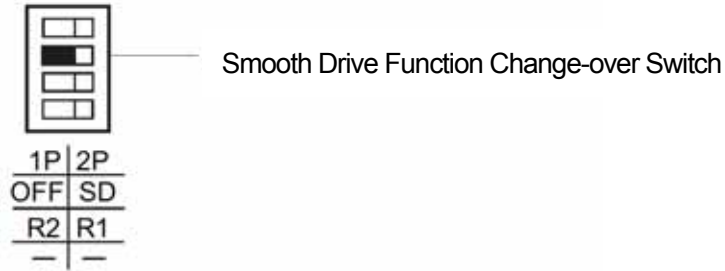 Smooth Drive Function Change-over Switch
1P 2P
OFF SD
R2 R1
— —